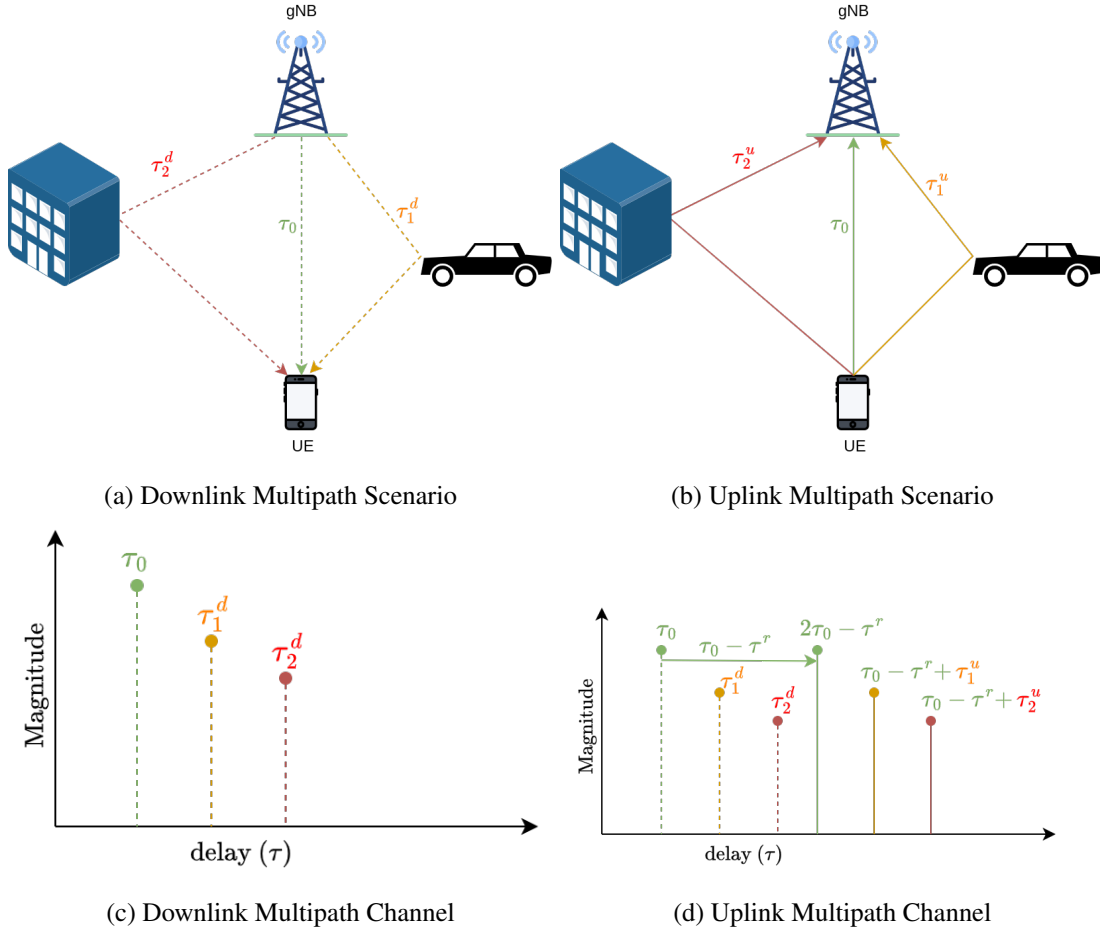 gNB
gNB
τ₂ᵈ
τ₁ᵈ
τ₀
UE
τ₂ᵘ
τ₁ᵘ
τ₀
UE
(a) Downlink Multipath Scenario
(b) Uplink Multipath Scenario
τ₀
τ₁ᵈ
τ₂ᵈ
Magnitude
delay (τ)
τ₀
τ₀ − τʳ
2τ₀ − τʳ
τ₁ᵈ
τ₂ᵈ
τ₀ − τʳ + τ₁ᵘ
τ₀ − τʳ + τ₂ᵘ
Magnitude
delay (τ)
(c) Downlink Multipath Channel
(d) Uplink Multipath Channel